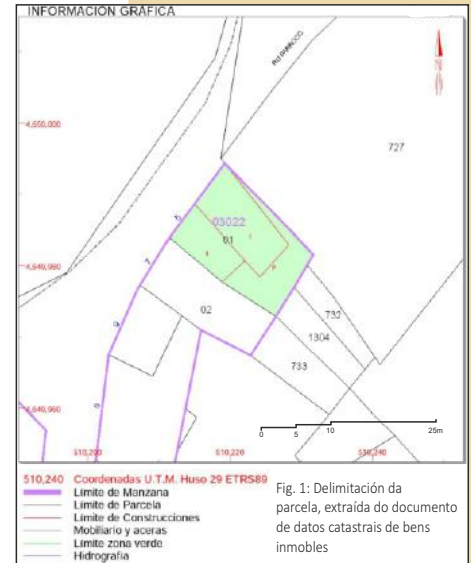 INFORMACIÓN GRÁFICA
4,650,000
727
03022
01
4,649,980
02
732
1304
733
4,649,960
0 5 10 25m
510,200 510,220 510,240
510,240 Coordenadas U.T.M. Huso 29 ETRS89
Límite de Manzana
Límite de Parcela
Límite de Construcciones
Mobiliario y aceras
Límite zona verde
Hidrografía
Fig. 1: Delimitación da
parcela, extraída do documento
de datos catastrais de bens
inmobles